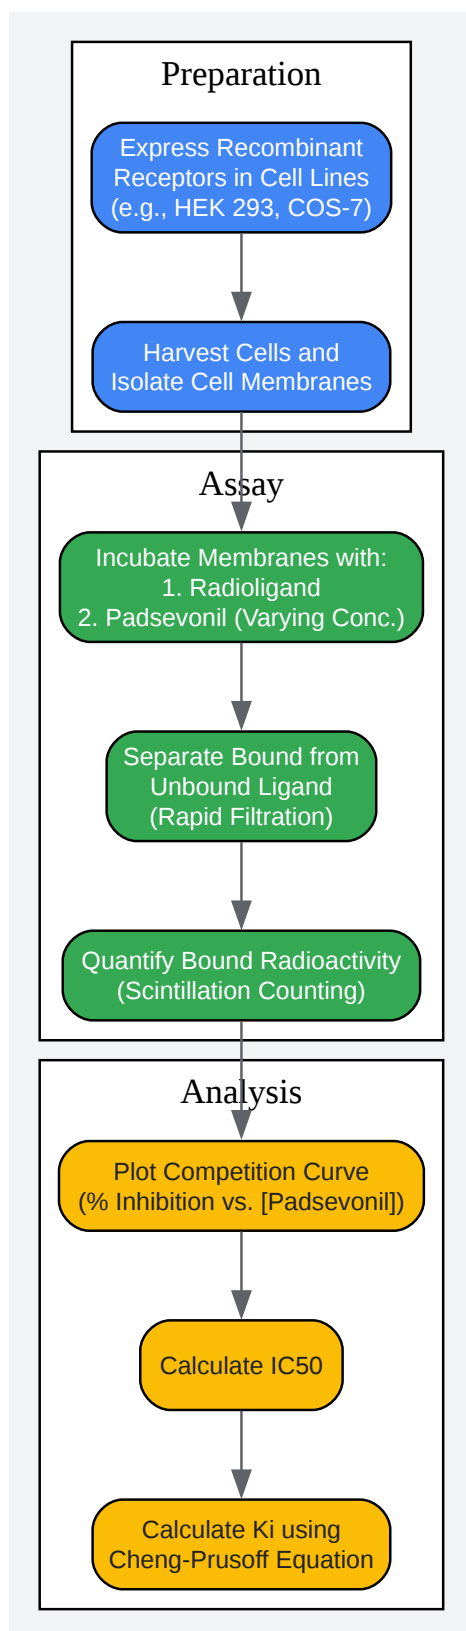 Preparation
Express Recombinant
Receptors in Cell Lines
(e.g., HEK 293, COS-7)
Harvest Cells and
Isolate Cell Membranes
Assay
Incubate Membranes with:
1. Radioligand
2. Padsevonil (Varying Conc.)
Separate Bound from
Unbound Ligand
(Rapid Filtration)
Quantify Bound Radioactivity
(Scintillation Counting)
Analysis
Plot Competition Curve
(% Inhibition vs. [Padsevonil])
Calculate IC50
Calculate Ki using
Cheng-Prusoff Equation